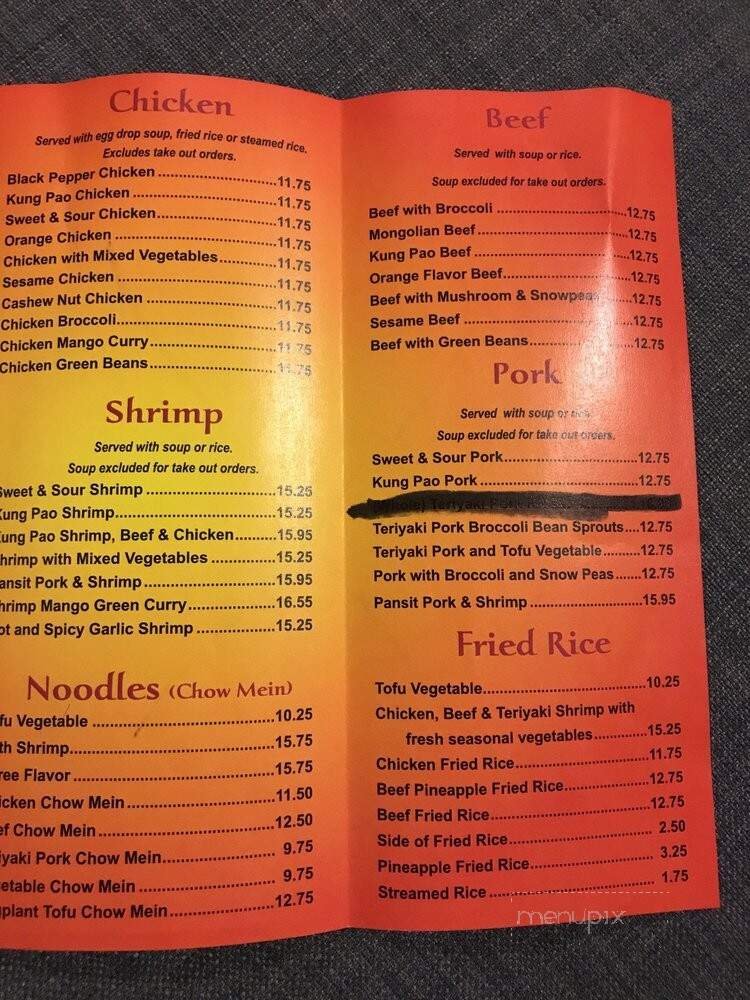 Chicken
Served with egg drop soup, fried rice or steamed rice.
Excludes take out orders.
Black Pepper Chicken ..........................11.75
Kung Pao Chicken ..............................11.75
Sweet & Sour Chicken..........................11.75
Orange Chicken..................................11.75
Chicken with Mixed Vegetables..............11.75
Sesame Chicken ................................11.75
Cashew Nut Chicken ..........................11.75
Chicken Broccoli.................................11.75
Chicken Mango Curry..........................11.75
Chicken Green Beans..........................11.75
Shrimp
Served with soup or rice.
Soup excluded for take out orders.
Sweet & Sour Shrimp ..........................15.25
Kung Pao Shrimp................................15.25
Kung Pao Shrimp, Beef & Chicken..........15.95
Shrimp with Mixed Vegetables ..............15.25
Pansit Pork & Shrimp..........................15.95
Shrimp Mango Green Curry..................16.55
Hot and Spicy Garlic Shrimp ................15.25
Noodles (Chow Mein)
fu Vegetable ....................................10.25
th Shrimp........................................15.75
ree Flavor .......................................15.75
icken Chow Mein..............................11.50
ef Chow Mein ..................................12.50
iyaki Pork Chow Mein........................ 9.75
getable Chow Mein .......................... 9.75
gplant Tofu Chow Mein......................12.75
Beef
Served with soup or rice.
Soup excluded for take out orders.
Beef with Broccoli ............................12.75
Mongolian Beef................................12.75
Kung Pao Beef ................................12.75
Orange Flavor Beef...........................12.75
Beef with Mushroom & Snowpeas........12.75
Sesame Beef ..................................12.75
Beef with Green Beans......................12.75
Pork
Served with soup or rice.
Soup excluded for take out orders.
Sweet & Sour Pork............................12.75
Kung Pao Pork ................................12.75
Teriyaki Pork
Teriyaki Pork Broccoli Bean Sprouts....12.75
Teriyaki Pork and Tofu Vegetable.........12.75
Pork with Broccoli and Snow Peas.......12.75
Pansit Pork & Shrimp ........................15.95
Fried Rice
Tofu Vegetable.................................10.25
Chicken, Beef & Teriyaki Shrimp with
fresh seasonal vegetables.............15.25
Chicken Fried Rice............................11.75
Beef Pineapple Fried Rice..................12.75
Beef Fried Rice................................12.75
Side of Fried Rice............................. 2.50
Pineapple Fried Rice......................... 3.25
Streamed Rice ................................ 1.75
menupix